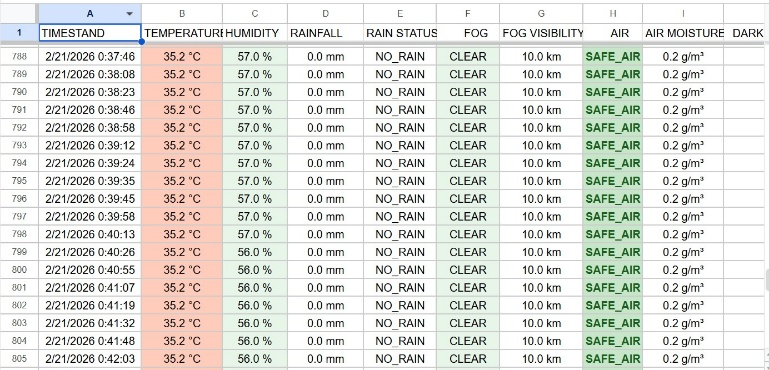 A B C D E F G H I
1 TIMESTAND TEMPERATURE HUMIDITY RAINFALL RAIN STATUS FOG FOG VISIBILITY AIR AIR MOISTURE DARK
788 2/21/2026 0:37:46 35.2 °C 57.0 % 0.0 mm NO_RAIN CLEAR 10.0 km SAFE_AIR 0.2 g/m³
789 2/21/2026 0:38:08 35.2 °C 57.0 % 0.0 mm NO_RAIN CLEAR 10.0 km SAFE_AIR 0.2 g/m³
790 2/21/2026 0:38:23 35.2 °C 57.0 % 0.0 mm NO_RAIN CLEAR 10.0 km SAFE_AIR 0.2 g/m³
791 2/21/2026 0:38:46 35.2 °C 57.0 % 0.0 mm NO_RAIN CLEAR 10.0 km SAFE_AIR 0.2 g/m³
792 2/21/2026 0:38:58 35.2 °C 57.0 % 0.0 mm NO_RAIN CLEAR 10.0 km SAFE_AIR 0.2 g/m³
793 2/21/2026 0:39:12 35.2 °C 57.0 % 0.0 mm NO_RAIN CLEAR 10.0 km SAFE_AIR 0.2 g/m³
794 2/21/2026 0:39:24 35.2 °C 57.0 % 0.0 mm NO_RAIN CLEAR 10.0 km SAFE_AIR 0.2 g/m³
795 2/21/2026 0:39:35 35.2 °C 57.0 % 0.0 mm NO_RAIN CLEAR 10.0 km SAFE_AIR 0.2 g/m³
796 2/21/2026 0:39:45 35.2 °C 57.0 % 0.0 mm NO_RAIN CLEAR 10.0 km SAFE_AIR 0.2 g/m³
797 2/21/2026 0:39:58 35.2 °C 57.0 % 0.0 mm NO_RAIN CLEAR 10.0 km SAFE_AIR 0.2 g/m³
798 2/21/2026 0:40:13 35.2 °C 57.0 % 0.0 mm NO_RAIN CLEAR 10.0 km SAFE_AIR 0.2 g/m³
799 2/21/2026 0:40:26 35.2 °C 56.0 % 0.0 mm NO_RAIN CLEAR 10.0 km SAFE_AIR 0.2 g/m³
800 2/21/2026 0:40:55 35.2 °C 56.0 % 0.0 mm NO_RAIN CLEAR 10.0 km SAFE_AIR 0.2 g/m³
801 2/21/2026 0:41:07 35.2 °C 56.0 % 0.0 mm NO_RAIN CLEAR 10.0 km SAFE_AIR 0.2 g/m³
802 2/21/2026 0:41:19 35.2 °C 56.0 % 0.0 mm NO_RAIN CLEAR 10.0 km SAFE_AIR 0.2 g/m³
803 2/21/2026 0:41:32 35.2 °C 56.0 % 0.0 mm NO_RAIN CLEAR 10.0 km SAFE_AIR 0.2 g/m³
804 2/21/2026 0:41:48 35.2 °C 56.0 % 0.0 mm NO_RAIN CLEAR 10.0 km SAFE_AIR 0.2 g/m³
805 2/21/2026 0:42:03 35.2 °C 56.0 % 0.0 mm NO_RAIN CLEAR 10.0 km SAFE_AIR 0.2 g/m³